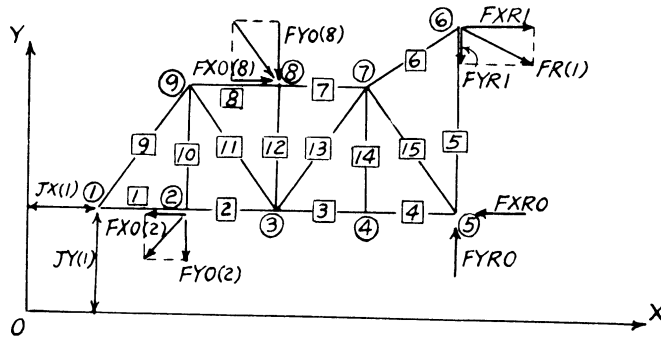 Y
⑥ FXR1
FXO(8) FYO(8)
⑨ 8 ⑧ 7 ⑦ 6 FYR1 FR(1)
9 10 11 12 13 14 15 5
JX(1) ① 1 ② 2 ③ 3 ④ 4 ⑤ FXRO
FXO(2)
JY(1) FYO(2) FYRO
O X